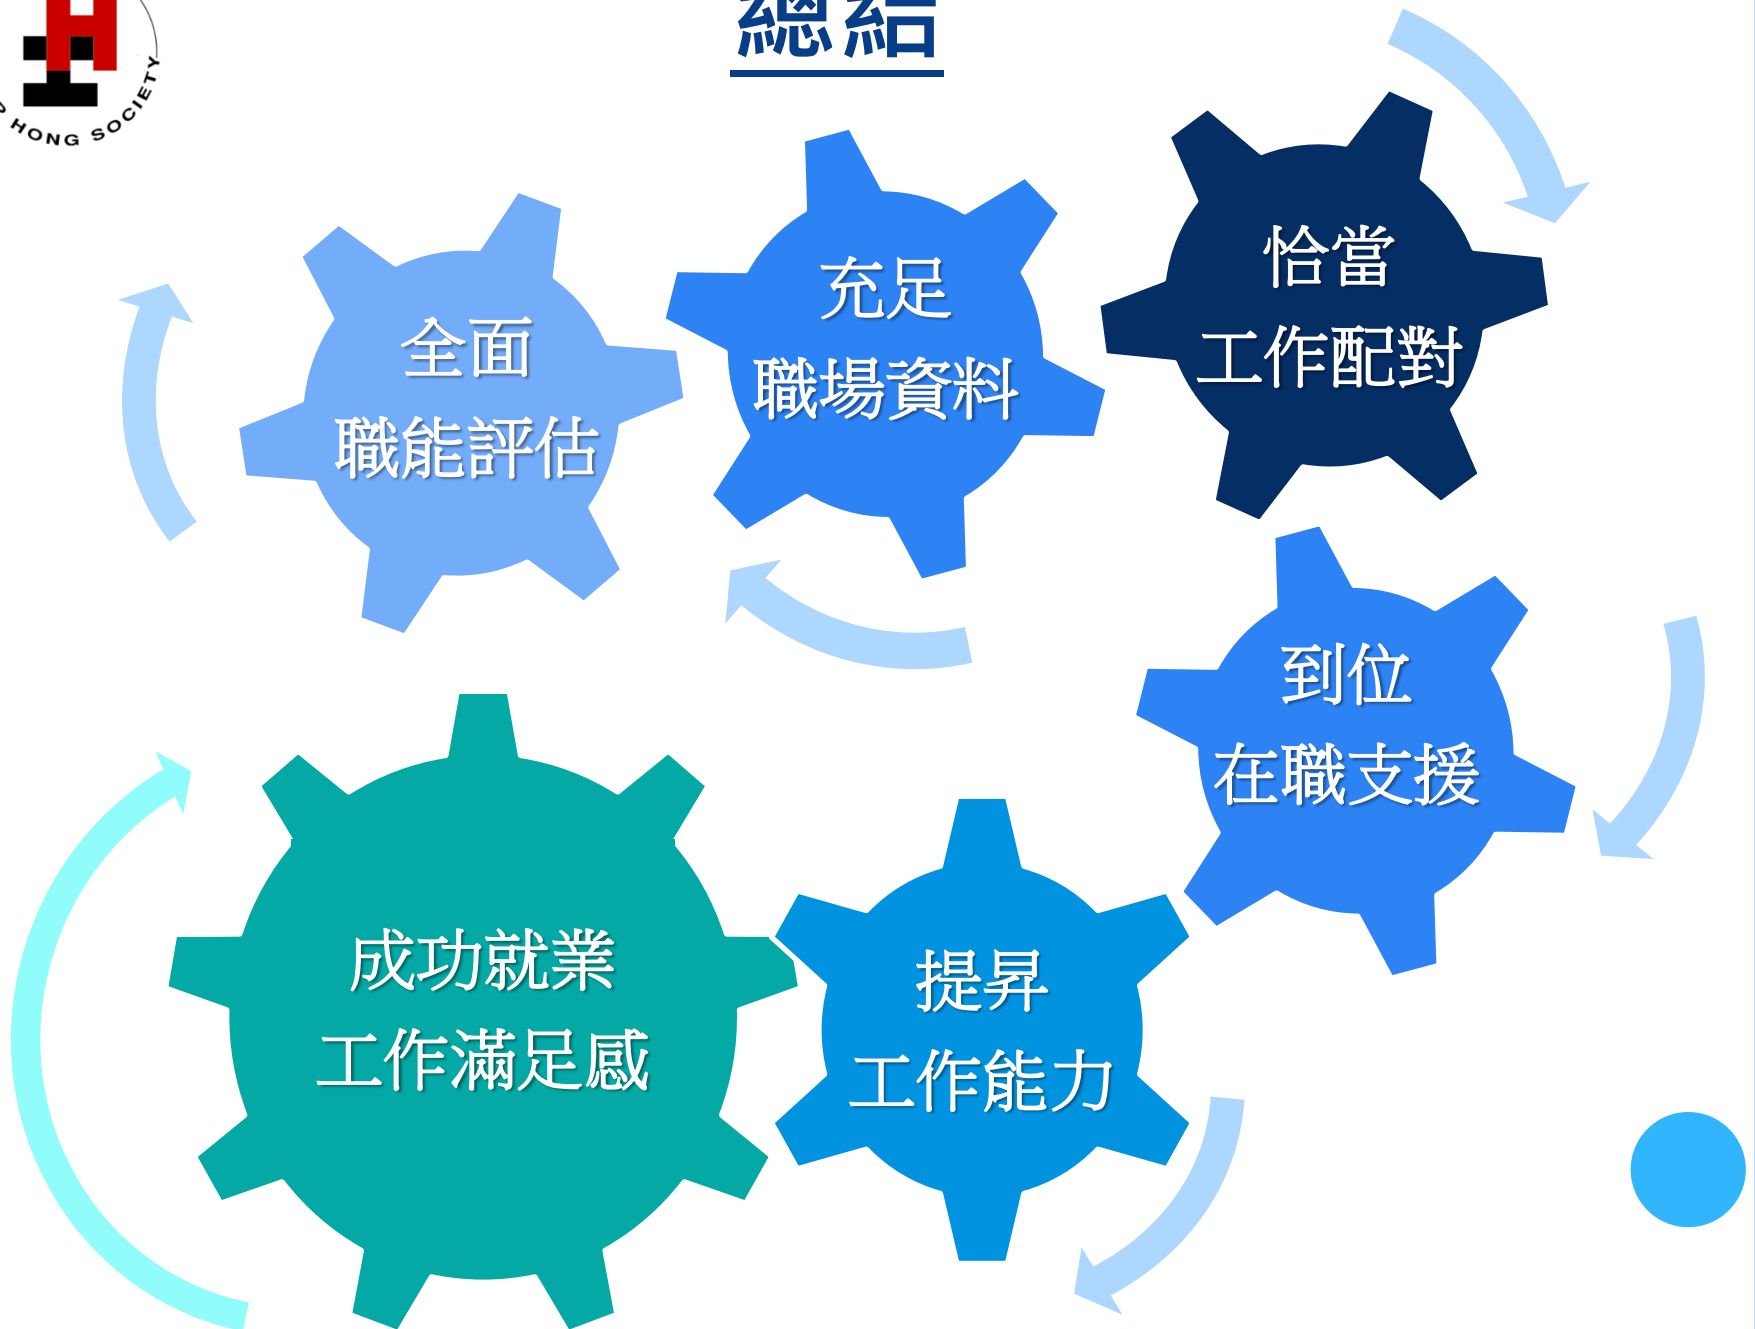 總結
HONG SOCIETY
全面
職能評估
充足
職場資料
恰當
工作配對
到位
在職支援
提昇
工作能力
成功就業
工作滿足感